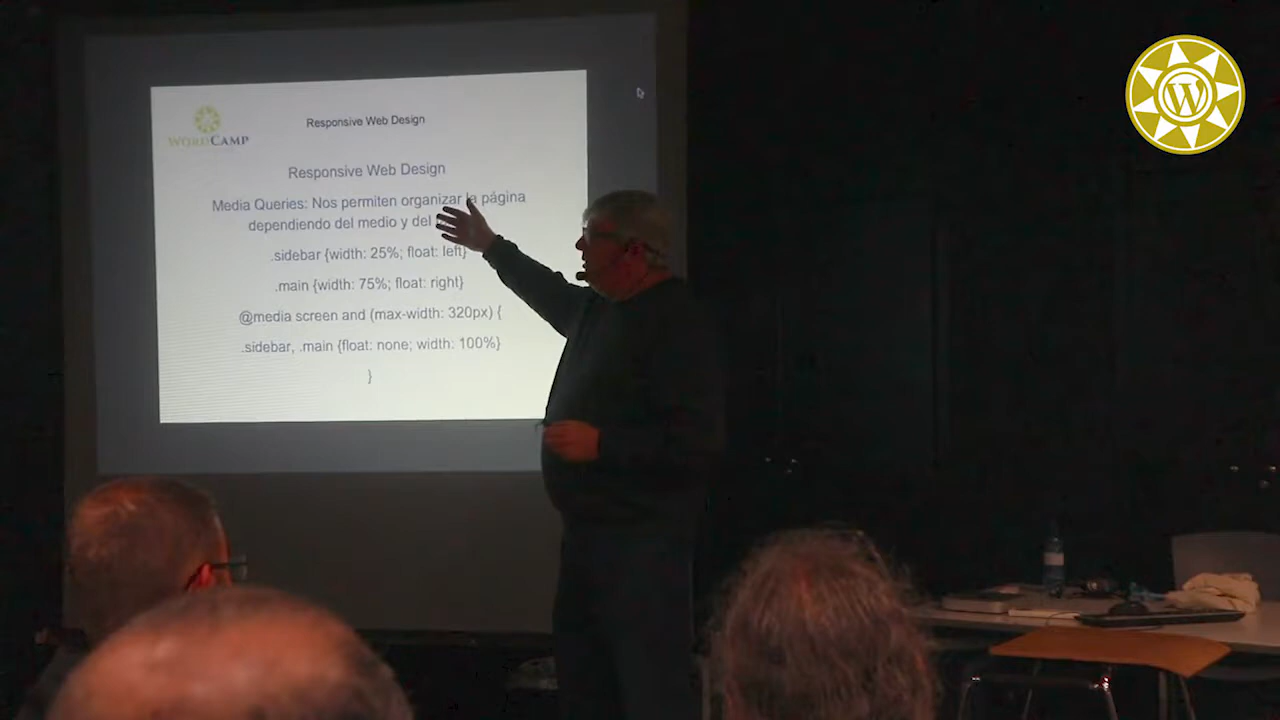 WORDCAMP
Responsive Web Design
Responsive Web Design
Media Queries: Nos permiten organizar la página
dependiendo del medio y del
.sidebar {width: 25%; float: left}
.main {width: 75%; float: right}
@media screen and (max-width: 320px) {
.sidebar, .main {float: none; width: 100%}
}
W